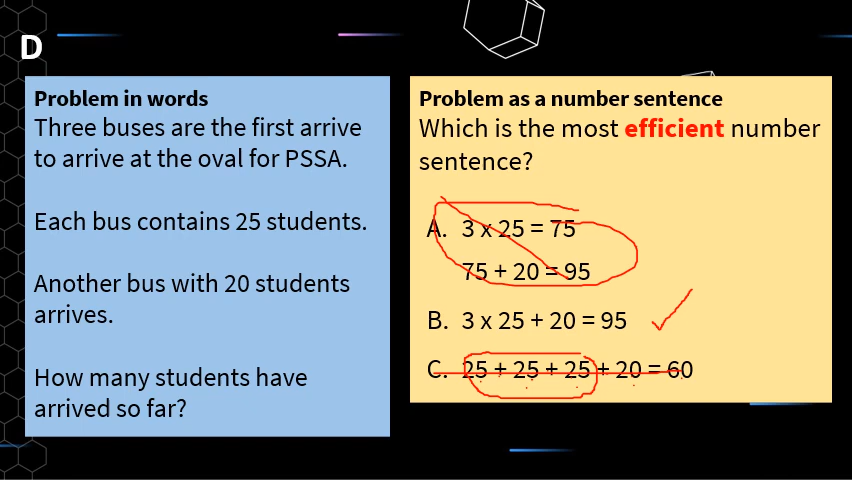 D
Problem in words
Three buses are the first arrive
to arrive at the oval for PSSA.
Each bus contains 25 students.
Another bus with 20 students
arrives.
How many students have
arrived so far?
Problem as a number sentence
Which is the most efficient number
sentence?
A. 3 x 25 = 75
75 + 20 = 95
B. 3 x 25 + 20 = 95
C. 25 + 25 + 25 + 20 = 60